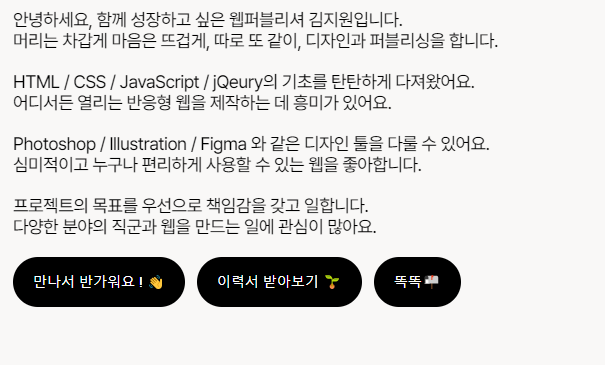 안녕하세요, 함께 성장하고 싶은 웹퍼블리셔 김지원입니다.
머리는 차갑게 마음은 뜨겁게, 따로 또 같이, 디자인과 퍼블리싱을 합니다.
HTML / CSS / JavaScript / jQeury의 기초를 탄탄하게 다져왔어요.
어디서든 열리는 반응형 웹을 제작하는 데 흥미가 있어요.
Photoshop / Illustration / Figma 와 같은 디자인 툴을 다룰 수 있어요.
심미적이고 누구나 편리하게 사용할 수 있는 웹을 좋아합니다.
프로젝트의 목표를 우선으로 책임감을 갖고 일합니다.
다양한 분야의 직군과 웹을 만드는 일에 관심이 많아요.
만나서 반가워요 ! 👋
이력서 받아보기 🌱
똑똑📬